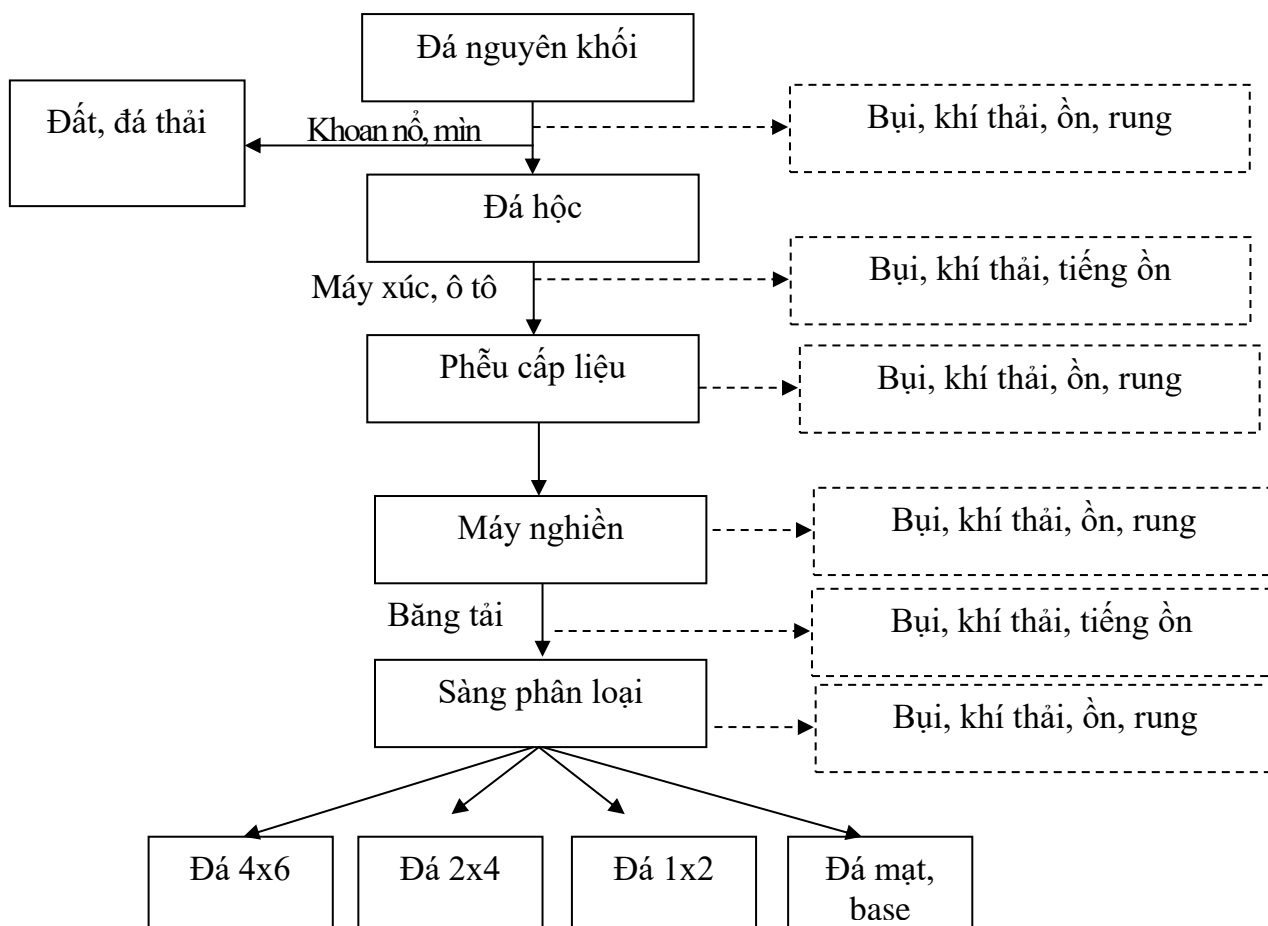 Đá nguyên khối
Đất, đá thải
Khoan nổ, mìn
Bụi, khí thải, ồn, rung
Đá hộc
Máy xúc, ô tô
Bụi, khí thải, tiếng ồn
Phễu cấp liệu
Bụi, khí thải, ồn, rung
Máy nghiền
Bụi, khí thải, ồn, rung
Băng tải
Bụi, khí thải, tiếng ồn
Sàng phân loại
Bụi, khí thải, ồn, rung
Đá 4x6
Đá 2x4
Đá 1x2
Đá mạt,
base